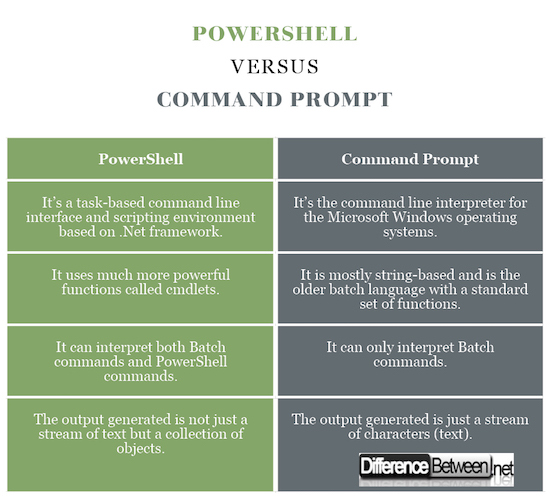 POWERSHELL
VERSUS
COMMAND PROMPT
PowerShell
Command Prompt
It's a task-based command line
interface and scripting environment
based on .Net framework.
It's the command line interpreter for
the Microsoft Windows operating
systems.
It uses much more powerful
functions called cmdlets.
It is mostly string-based and is the
older batch language with a standard
set of functions.
It can interpret both Batch
commands and PowerShell
commands.
It can only interpret Batch
commands.
The output generated is not just a
stream of text but a collection of
objects.
The output generated is just a stream
of characters (text).
DifferenceBetween.net